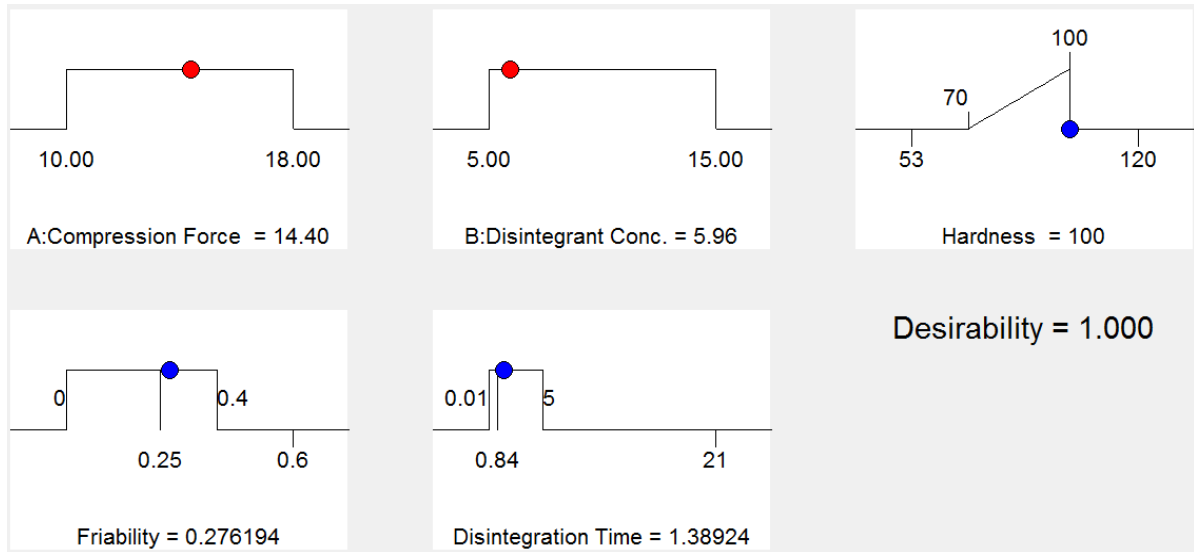 10.00 18.00
A:Compression Force = 14.40
5.00 15.00
B:Disintegrant Conc. = 5.96
100
70
53 120
Hardness = 100
0 0.4
0.25 0.6
Friability = 0.276194
0.01 5
0.84 21
Disintegration Time = 1.38924
Desirability = 1.000